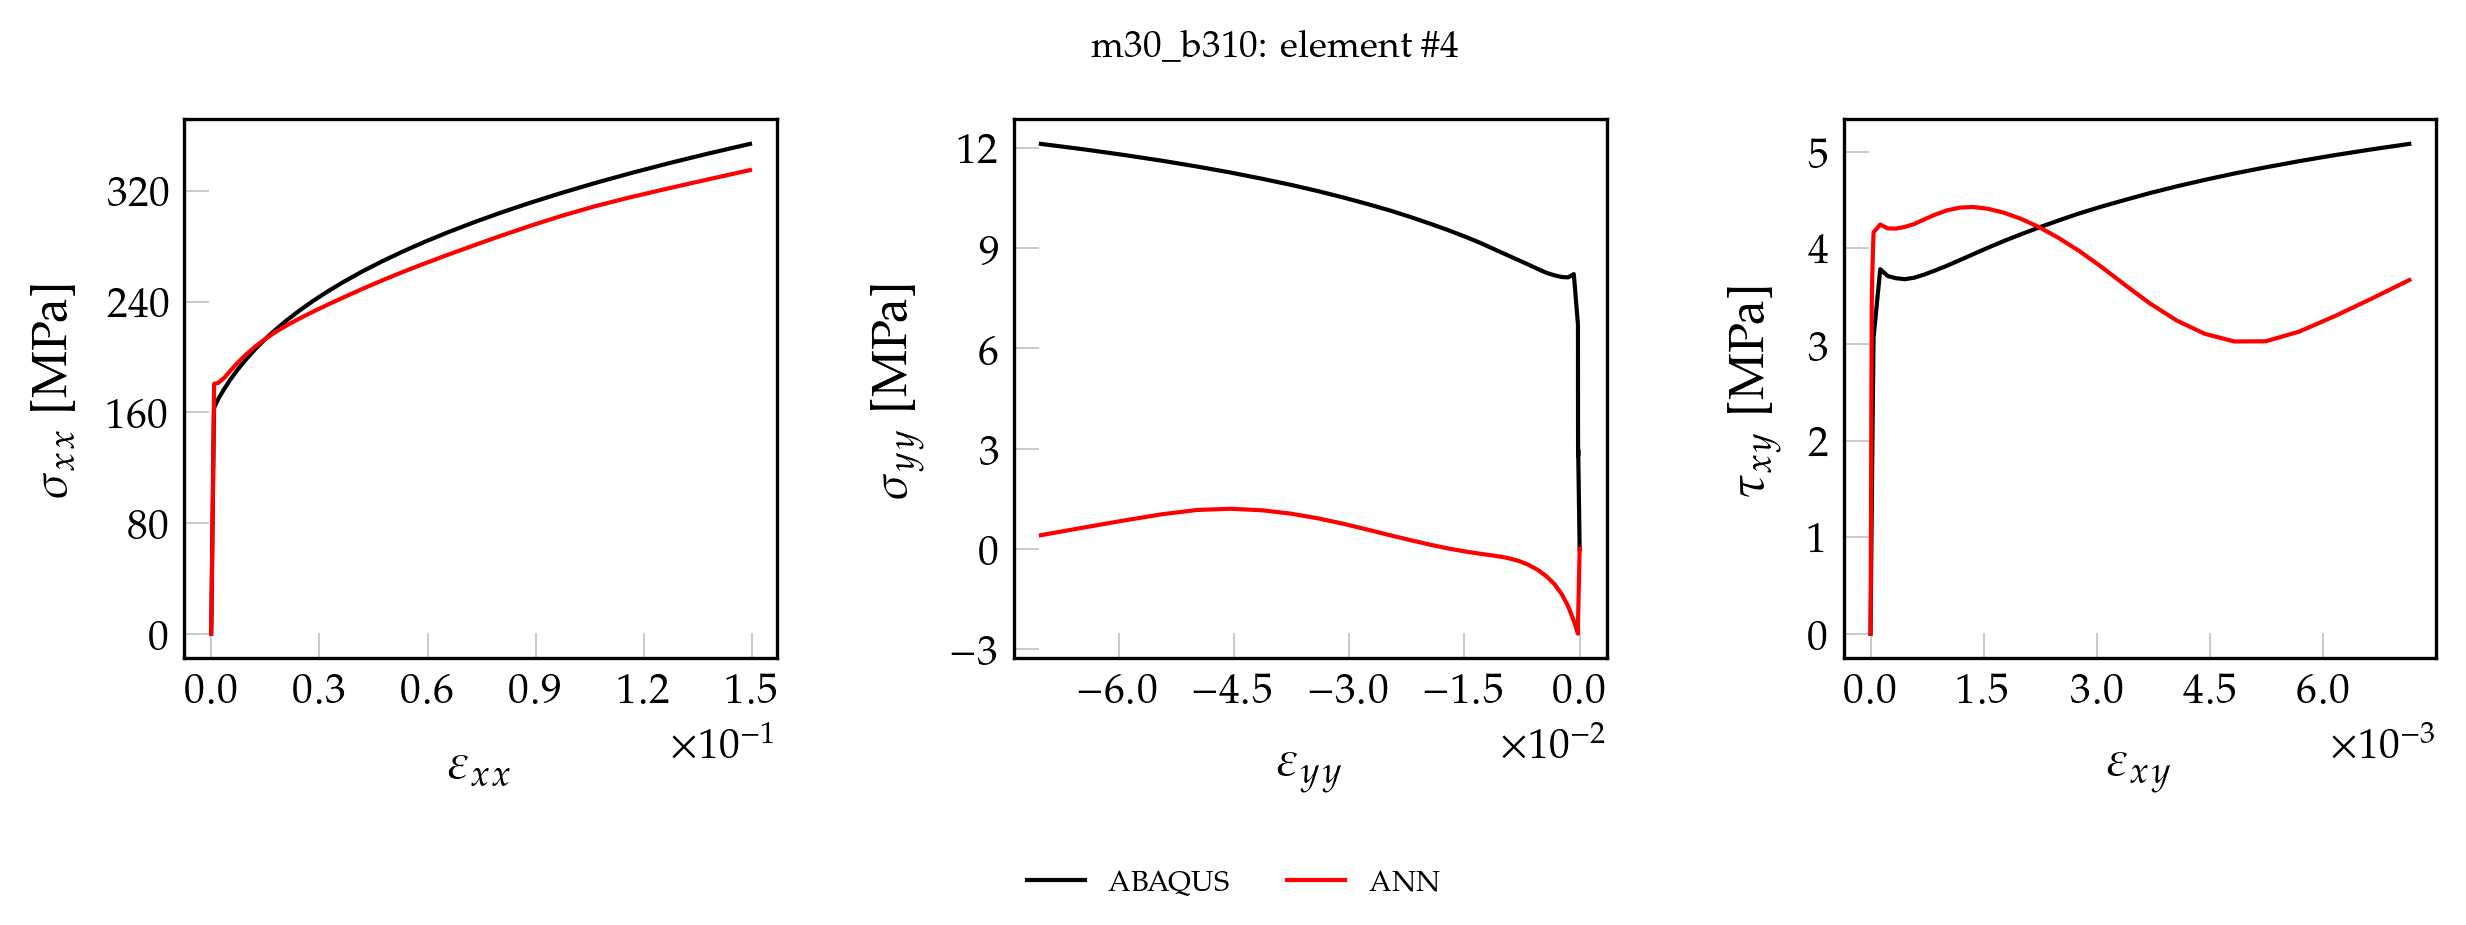 m30_b310: element #4
σxx [MPa]
320
240
160
80
0
0.0 0.3 0.6 0.9 1.2 1.5
×10⁻¹
εxx
σyy [MPa]
12
9
6
3
0
−3
−6.0 −4.5 −3.0 −1.5 0.0
×10⁻²
εyy
τxy [MPa]
5
4
3
2
1
0
0.0 1.5 3.0 4.5 6.0
×10⁻³
εxy
ABAQUS ANN